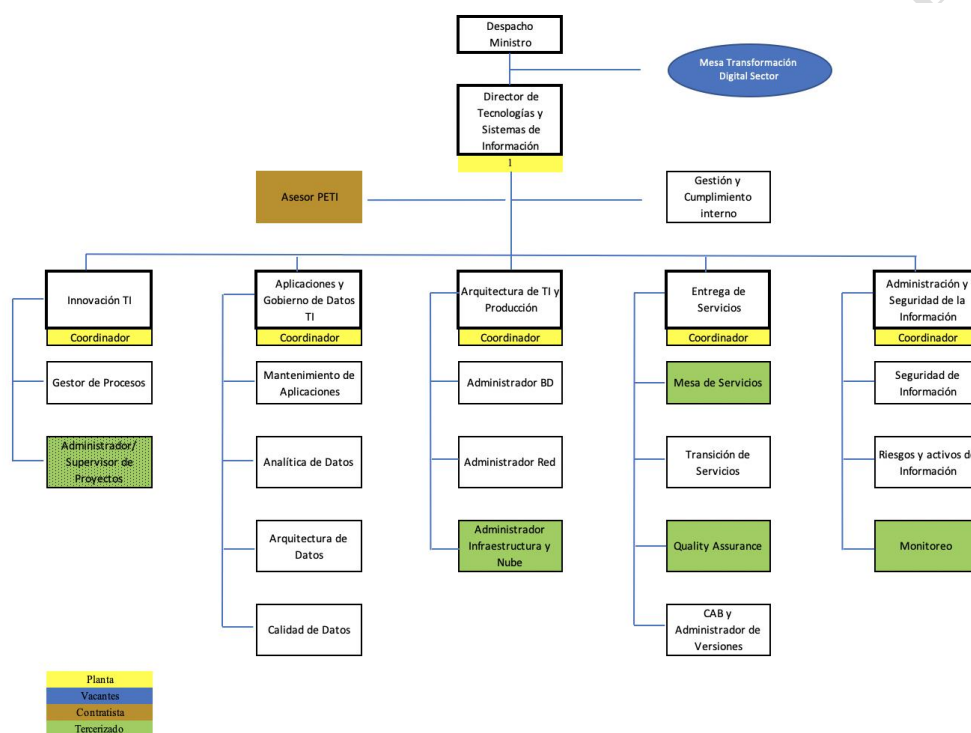 Despacho
Ministro
Mesa Transformación
Digital Sector
Director de
Tecnologías y
Sistemas de
Información
1
Asesor PETI
Gestión y
Cumplimiento
interno
Innovación TI
Coordinador
Aplicaciones y
Gobierno de Datos
TI
Coordinador
Arquitectura de TI y
Producción
Coordinador
Entrega de
Servicios
Coordinador
Administración y
Seguridad de la
Información
Coordinador
Gestor de Procesos
Mantenimiento de
Aplicaciones
Administrador BD
Mesa de Servicios
Seguridad de
Información
Administrador/
Supervisor de
Proyectos
Analítica de Datos
Administrador Red
Transición de
Servicios
Riesgos y activos de
Información
Arquitectura de
Datos
Administrador
Infraestructura y
Nube
Quality Assurance
Monitoreo
Calidad de Datos
CAB y
Administrador de
Versiones
Planta
Vacantes
Contratista
Tercerizado